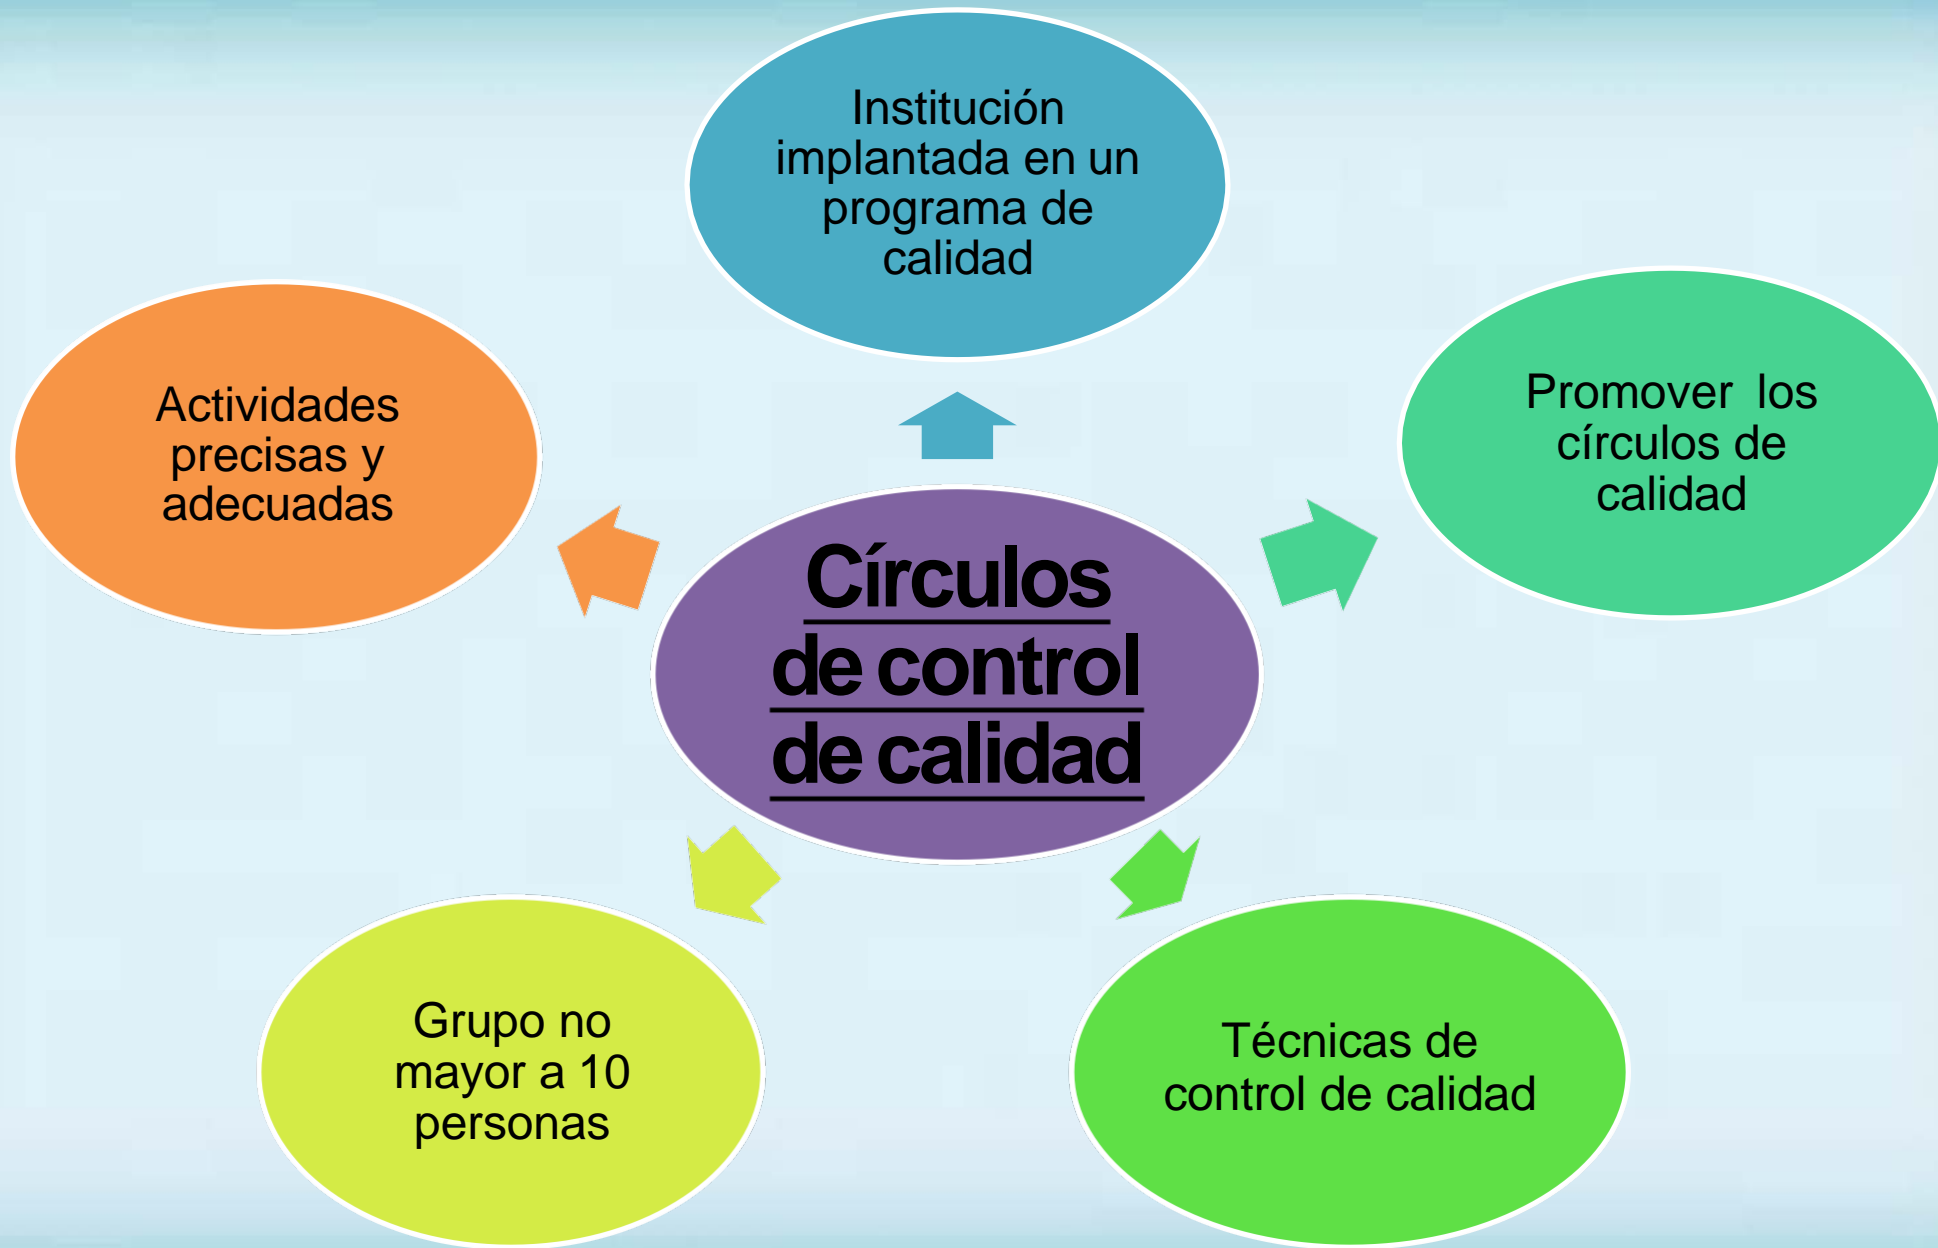 Institución
implantada en un
programa de
calidad
Promover  los
círculos de
calidad
Técnicas de
control de calidad
Grupo no
mayor a 10
personas
Actividades
precisas y
adecuadas
Círculos
de control
de calidad